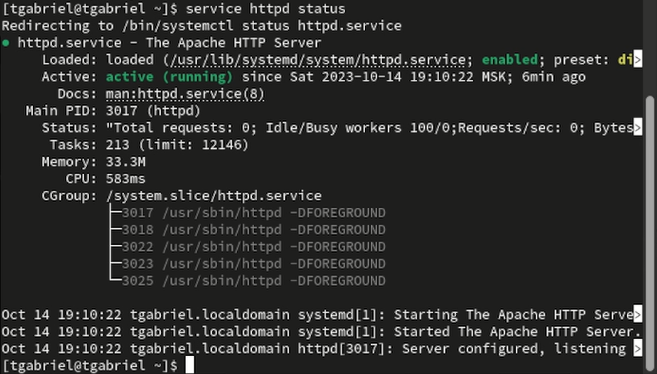 [tgabriel@tgabriel ~]$ service httpd status
Redirecting to /bin/systemctl status httpd.service
● httpd.service - The Apache HTTP Server
     Loaded: loaded (/usr/lib/systemd/system/httpd.service; enabled; preset: di>
     Active: active (running) since Sat 2023-10-14 19:10:22 MSK; 6min ago
       Docs: man:httpd.service(8)
   Main PID: 3017 (httpd)
     Status: "Total requests: 0; Idle/Busy workers 100/0;Requests/sec: 0; Bytes>
      Tasks: 213 (limit: 12146)
     Memory: 33.3M
        CPU: 583ms
     CGroup: /system.slice/httpd.service
             ├─3017 /usr/sbin/httpd -DFOREGROUND
             ├─3018 /usr/sbin/httpd -DFOREGROUND
             ├─3022 /usr/sbin/httpd -DFOREGROUND
             ├─3023 /usr/sbin/httpd -DFOREGROUND
             └─3025 /usr/sbin/httpd -DFOREGROUND
Oct 14 19:10:22 tgabriel.localdomain systemd[1]: Starting The Apache HTTP Serve>
Oct 14 19:10:22 tgabriel.localdomain systemd[1]: Started The Apache HTTP Server.
Oct 14 19:10:22 tgabriel.localdomain httpd[3017]: Server configured, listening >
[tgabriel@tgabriel ~]$